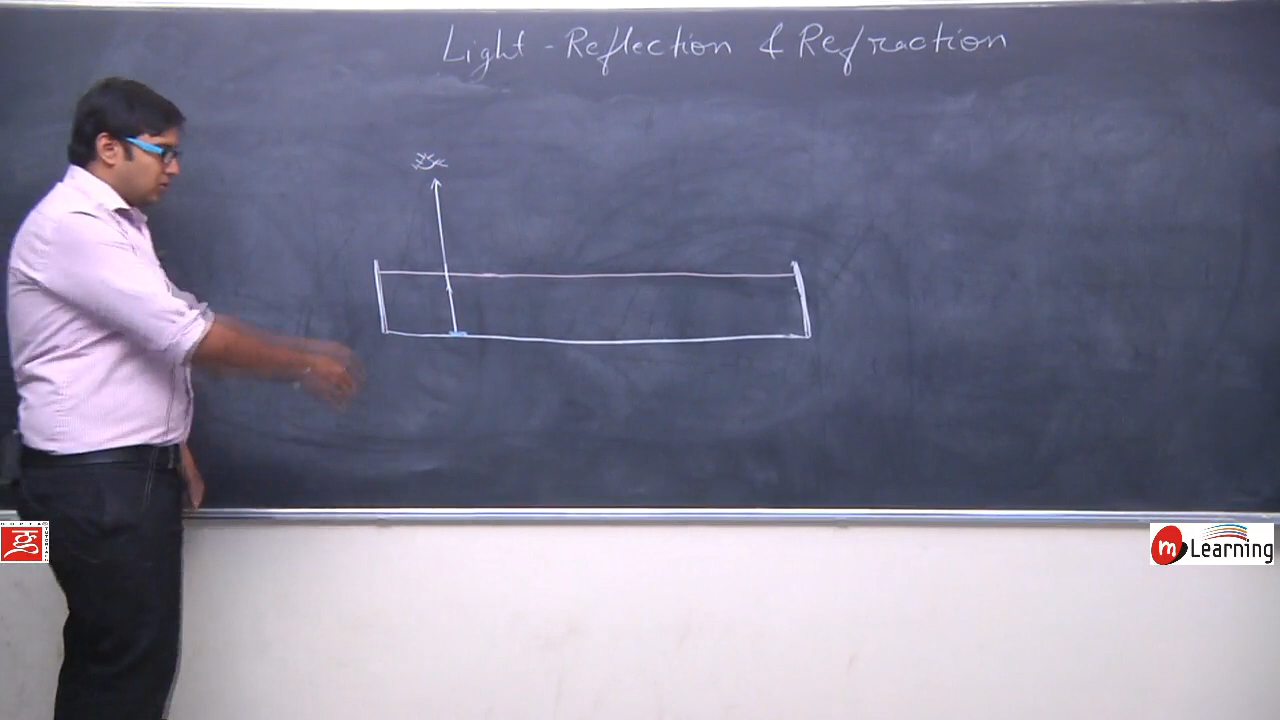 Light - Reflection & Refraction
ग
m Learning